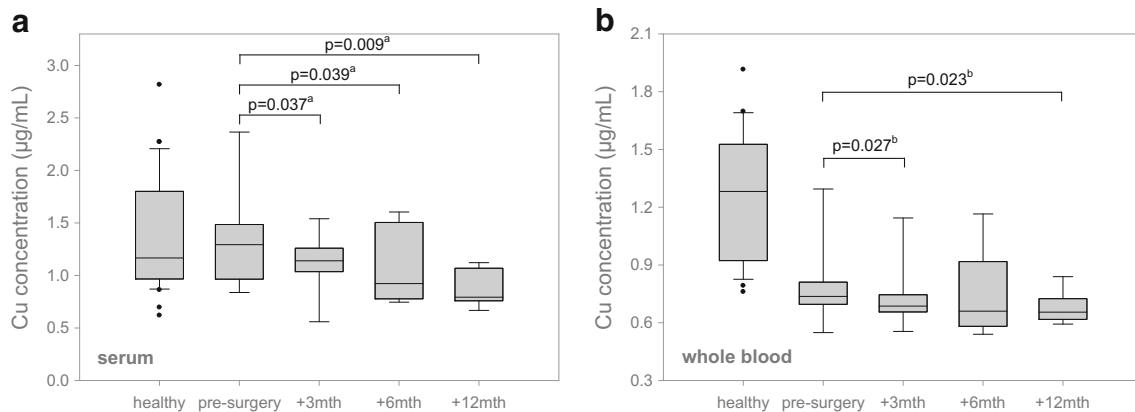 a
Cu concentration (µg/mL)
3.0
2.5
2.0
1.5
1.0
0.5
0.0
p=0.009ᵃ
p=0.039ᵃ
p=0.037ᵃ
serum
healthy pre-surgery +3mth +6mth +12mth
b
Cu concentration (µg/mL)
2.1
1.8
1.5
1.2
0.9
0.6
0.3
p=0.023ᵇ
p=0.027ᵇ
whole blood
healthy pre-surgery +3mth +6mth +12mth